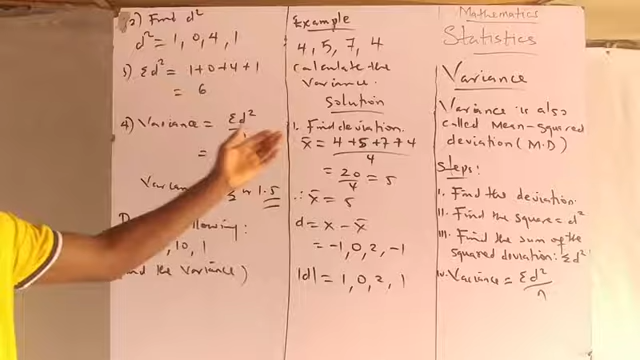 Mathematics
Statistics
Variance
Variance is also
called Mean-Squared
deviation (M.D)
Steps:
I. Find the deviation.
II. Find the square = d²
III. Find the sum of the
squared deviation: Σd²
IV. Variance = Σd²/n
Example
4, 5, 7, 4
Calculate the
Variance.
Solution
1. Find deviation.
x̄ = 4+5+7+4/4
= 20/4 = 5
∴ x̄ = 5
d = x - x̄
= -1, 0, 2, -1
|d| = 1, 0, 2, 1
2) Find d²
d² = 1, 0, 4, 1
3) Σd² = 1+0+4+1
= 6
4) Variance = Σd²
=
1.5
following:
10, 1
the Variance)